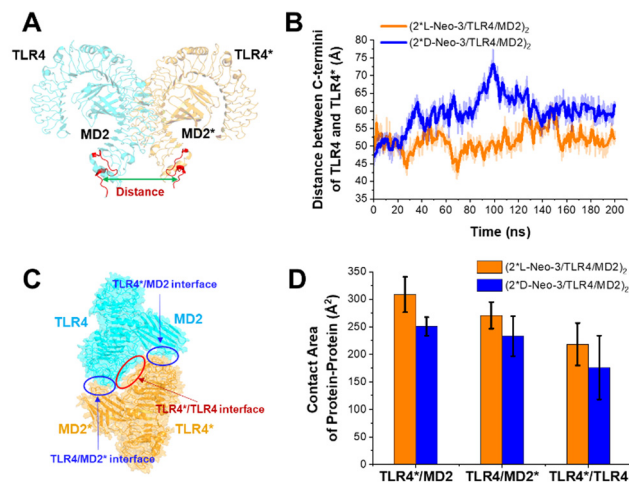 A
TLR4
TLR4*
MD2
MD2*
Distance
B
(2*L-Neo-3/TLR4/MD2)₂
(2*D-Neo-3/TLR4/MD2)₂
Distance between C-termini
of TLR4 and TLR4* (Å)
85
80
75
70
65
60
55
50
45
40
35
0 20 40 60 80 100 120 140 160 180 200
Time (ns)
C
TLR4*/MD2 interface
TLR4
MD2
TLR4*/TLR4 interface
MD2*
TLR4*
TLR4/MD2* interface
D
(2*L-Neo-3/TLR4/MD2)₂
(2*D-Neo-3/TLR4/MD2)₂
Contact Area
of Protein-Protein (Å²)
350
300
250
200
150
100
50
0
TLR4*/MD2 TLR4/MD2* TLR4*/TLR4